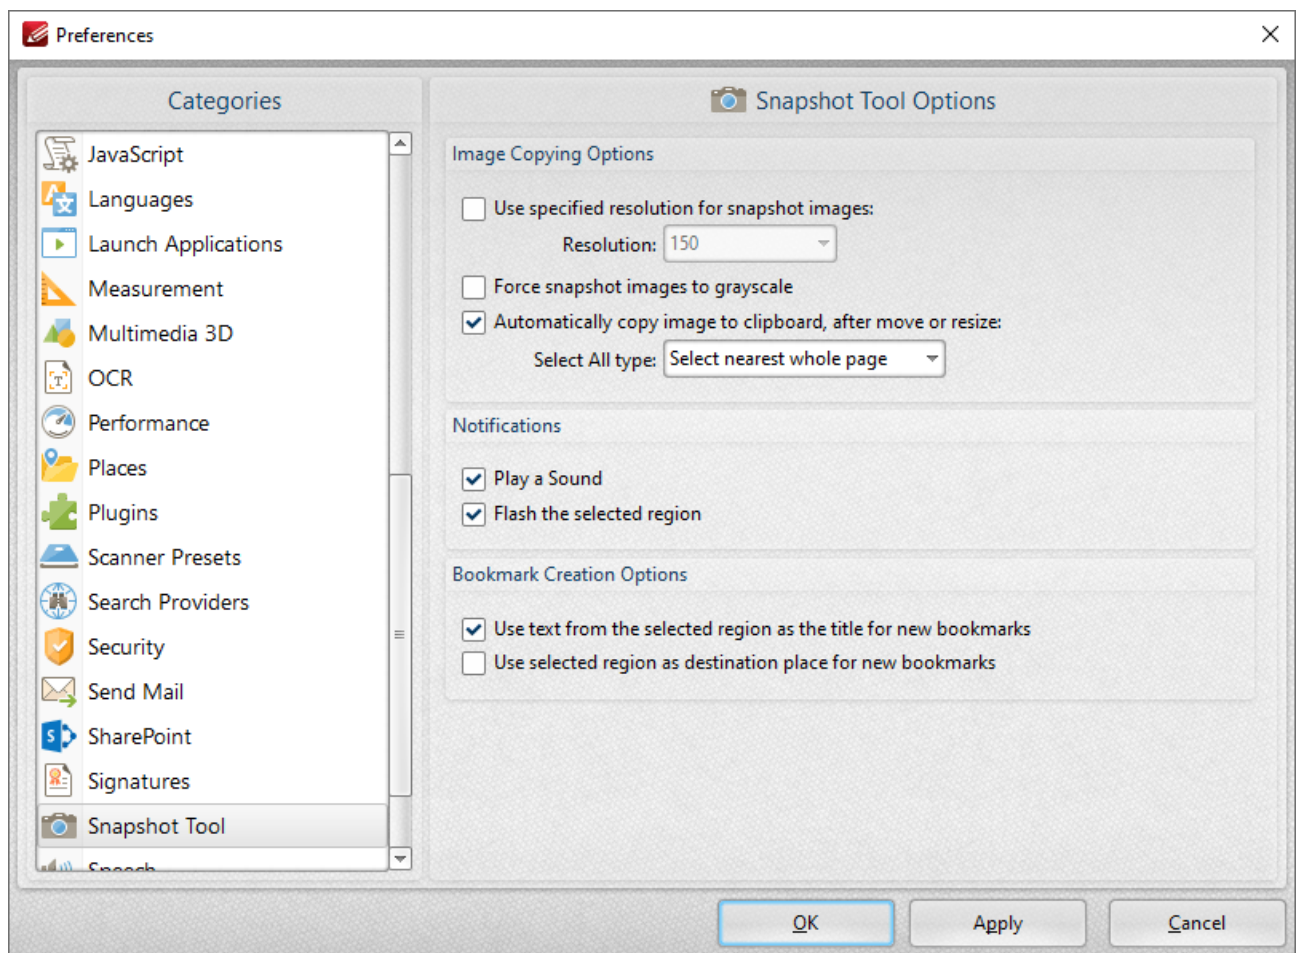 Preferences
Categories
JavaScript
Languages
Launch Applications
Measurement
Multimedia 3D
OCR
Performance
Places
Plugins
Scanner Presets
Search Providers
Security
Send Mail
SharePoint
Signatures
Snapshot Tool
Speech
Snapshot Tool Options
Image Copying Options
Use specified resolution for snapshot images:
Resolution: 150
Force snapshot images to grayscale
Automatically copy image to clipboard, after move or resize:
Select All type: Select nearest whole page
Notifications
Play a Sound
Flash the selected region
Bookmark Creation Options
Use text from the selected region as the title for new bookmarks
Use selected region as destination place for new bookmarks
OK Apply Cancel